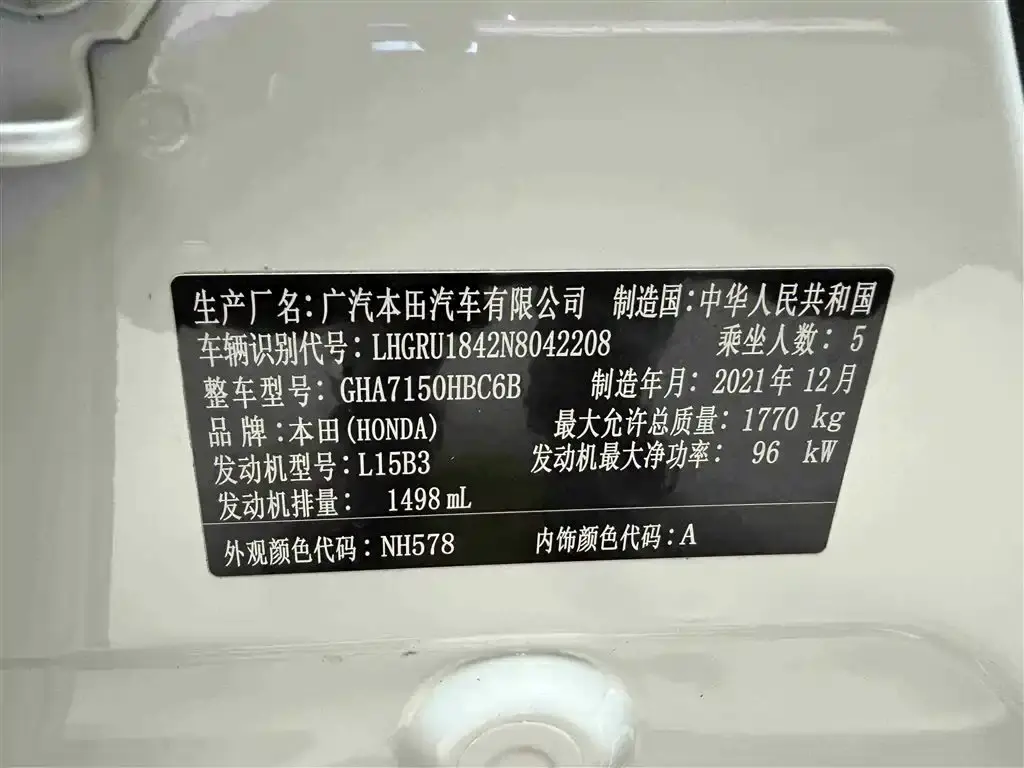 生产厂名:广汽本田汽车有限公司 制造国:中华人民共和国
车辆识别代号:LHGRU1842N8042208 乘坐人数:5
整车型号:GHA7150HBC6B 制造年月:2021年12月
品牌:本田(HONDA) 最大允许总质量:1770 kg
发动机型号:L15B3 发动机最大净功率: 96 kW
发动机排量: 1498 mL
外观颜色代码:NH578 内饰颜色代码:A